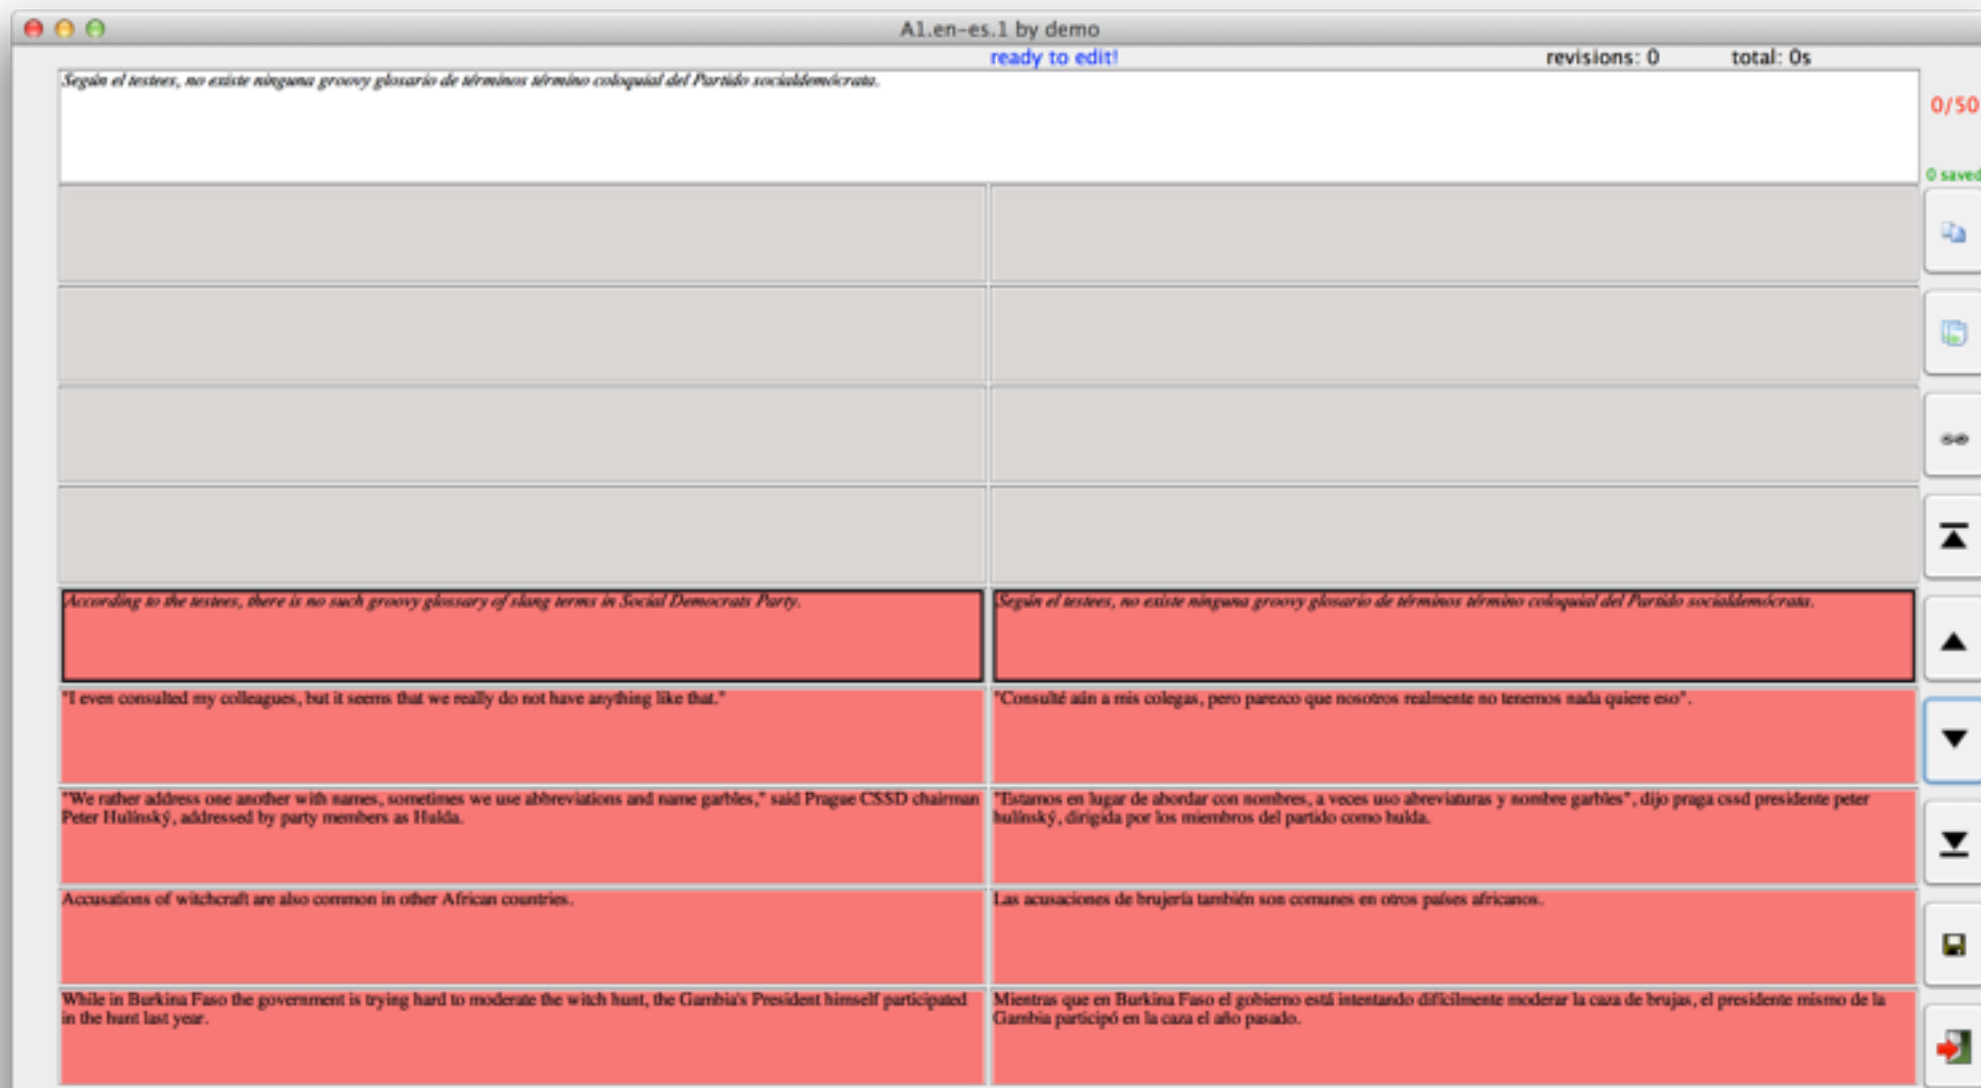 A1.en-es.1 by demo
ready to edit!
revisions: 0
total: 0s
Según el testees, no existe ninguna groovy glosario de términos término coloquial del Partido socialdemócrata.
0/50
0 saved
According to the testees, there is no such groovy glossary of slang terms in Social Democrats Party.
Según el testees, no existe ninguna groovy glosario de términos término coloquial del Partido socialdemócrata.
"I even consulted my colleagues, but it seems that we really do not have anything like that."
"Consulté aún a mis colegas, pero parezco que nosotros realmente no tenemos nada quiere eso".
"We rather address one another with names, sometimes we use abbreviations and name garbles," said Prague CSSD chairman
Peter Hulínský, addressed by party members as Hulda.
"Estamos en lugar de abordar con nombres, a veces uso abreviaturas y nombre garbles", dijo praga cssd presidente peter
hulínský, dirigida por los miembros del partido como hulda.
Accusations of witchcraft are also common in other African countries.
Las acusaciones de brujería también son comunes en otros países africanos.
While in Burkina Faso the government is trying hard to moderate the witch hunt, the Gambia's President himself participated
in the hunt last year.
Mientras que en Burkina Faso el gobierno está intentando difícilmente moderar la caza de brujas, el presidente mismo de la
Gambia participó en la caza el año pasado.